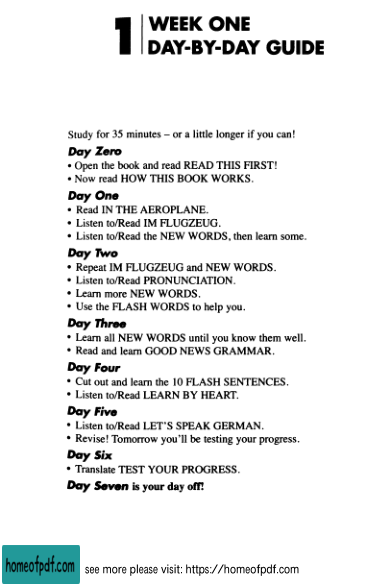 1 WEEK ONE
DAY-BY-DAY GUIDE
Study for 35 minutes – or a little longer if you can!
Day Zero
• Open the book and read READ THIS FIRST!
• Now read HOW THIS BOOK WORKS.
Day One
• Read IN THE AEROPLANE.
• Listen to/Read IM FLUGZEUG.
• Listen to/Read the NEW WORDS, then learn some.
Day Two
• Repeat IM FLUGZEUG and NEW WORDS.
• Listen to/Read PRONUNCIATION.
• Learn more NEW WORDS.
• Use the FLASH WORDS to help you.
Day Three
• Learn all NEW WORDS until you know them well.
• Read and learn GOOD NEWS GRAMMAR.
Day Four
• Cut out and learn the 10 FLASH SENTENCES.
• Listen to/Read LEARN BY HEART.
Day Five
• Listen to/Read LET'S SPEAK GERMAN.
• Revise! Tomorrow you'll be testing your progress.
Day Six
• Translate TEST YOUR PROGRESS.
Day Seven is your day off!
homeofpdf.com see more please visit: https://homeofpdf.com